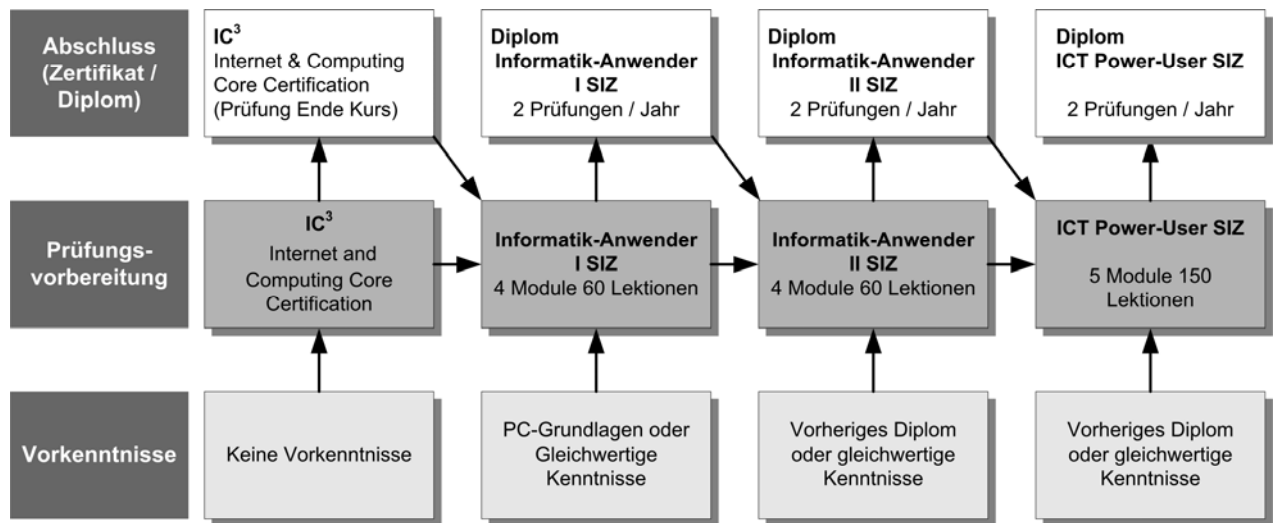 Abschluss
(Zertifikat /
Diplom)
IC³
Internet & Computing
Core Certification
(Prüfung Ende Kurs)
Diplom
Informatik-Anwender
I SIZ
2 Prüfungen / Jahr
Diplom
Informatik-Anwender
II SIZ
2 Prüfungen / Jahr
Diplom
ICT Power-User SIZ
2 Prüfungen / Jahr
Prüfungs-
vorbereitung
IC³
Internet and
Computing Core
Certification
Informatik-Anwender
I SIZ
4 Module 60 Lektionen
Informatik-Anwender
II SIZ
4 Module 60 Lektionen
ICT Power-User SIZ
5 Module 150
Lektionen
Vorkenntnisse
Keine Vorkenntnisse
PC-Grundlagen oder
Gleichwertige
Kenntnisse
Vorheriges Diplom
oder gleichwertige
Kenntnisse
Vorheriges Diplom
oder gleichwertige
Kenntnisse